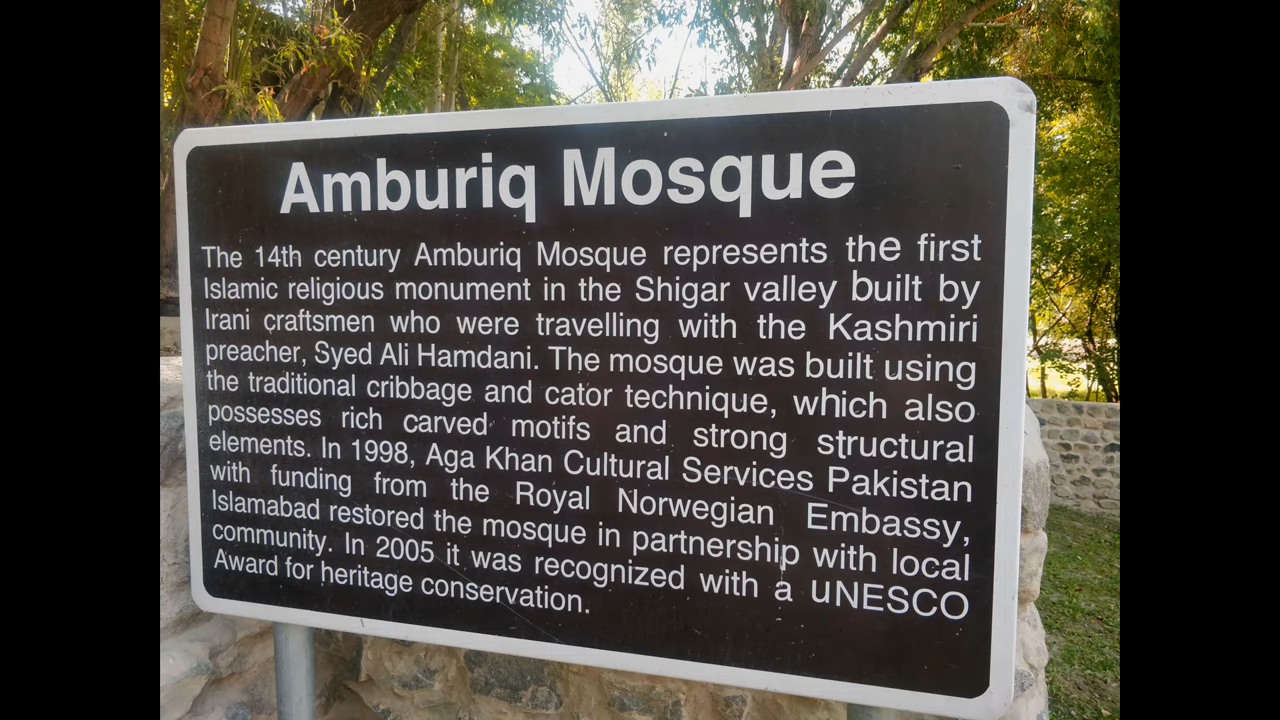 Amburiq Mosque
The 14th century Amburiq Mosque represents the first
Islamic religious monument in the Shigar valley built by
Irani craftsmen who were travelling with the Kashmiri
preacher, Syed Ali Hamdani. The mosque was built using
the traditional cribbage and cator technique, which also
possesses rich carved motifs and strong structural
elements. In 1998, Aga Khan Cultural Services Pakistan
with funding from the Royal Norwegian Embassy,
Islamabad restored the mosque in partnership with local
community. In 2005 it was recognized with a uNESCO
Award for heritage conservation.